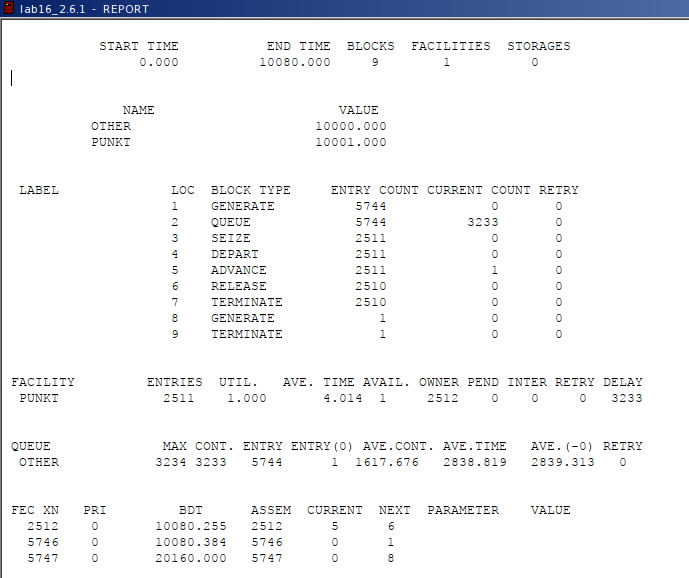 lab16_2.6.1 - REPORT
START TIME END TIME BLOCKS FACILITIES STORAGES
0.000 10080.000 9 1 0
NAME VALUE
OTHER 10000.000
PUNKT 10001.000
LABEL LOC BLOCK TYPE ENTRY COUNT CURRENT COUNT RETRY
1 GENERATE 5744 0 0
2 QUEUE 5744 3233 0
3 SEIZE 2511 0 0
4 DEPART 2511 0 0
5 ADVANCE 2511 1 0
6 RELEASE 2510 0 0
7 TERMINATE 2510 0 0
8 GENERATE 1 0 0
9 TERMINATE 1 0 0
FACILITY ENTRIES UTIL. AVE. TIME AVAIL. OWNER PEND INTER RETRY DELAY
PUNKT 2511 1.000 4.014 1 2512 0 0 0 3233
QUEUE MAX CONT. ENTRY ENTRY(0) AVE.CONT. AVE.TIME AVE.(-0) RETRY
OTHER 3234 3233 5744 1 1617.676 2838.819 2839.313 0
FEC XN PRI BDT ASSEM CURRENT NEXT PARAMETER VALUE
2512 0 10080.255 2512 5 6
5746 0 10080.384 5746 0 1
5747 0 20160.000 5747 0 8